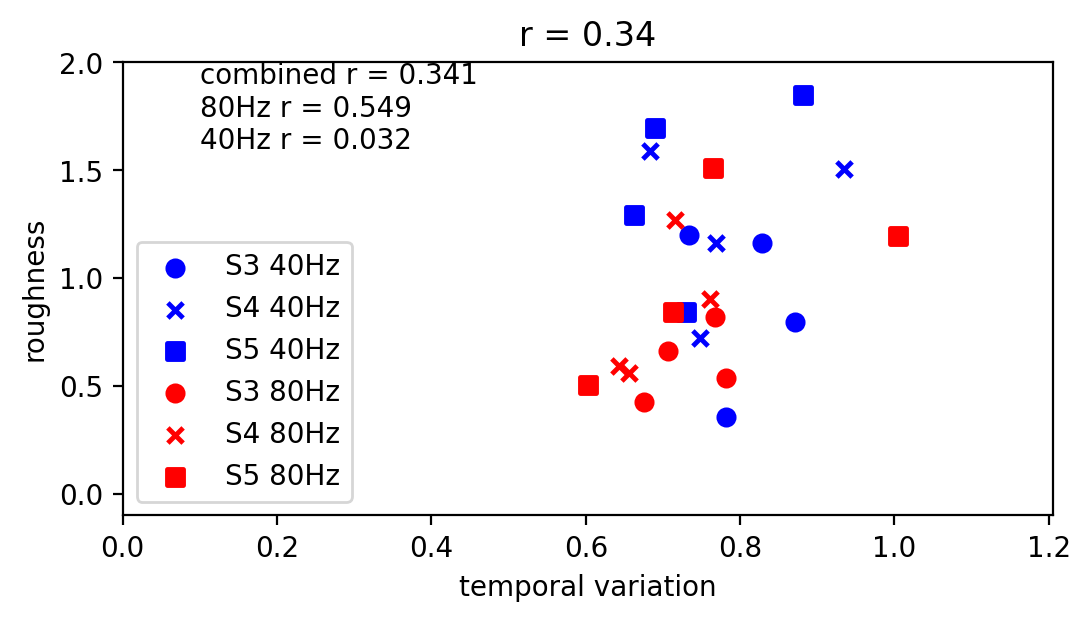 r = 0.34
combined r = 0.341
80Hz r = 0.549
40Hz r = 0.032
2.0
1.5
1.0
0.5
0.0
roughness
S3 40Hz
S4 40Hz
S5 40Hz
S3 80Hz
S4 80Hz
S5 80Hz
0.0 0.2 0.4 0.6 0.8 1.0 1.2
temporal variation